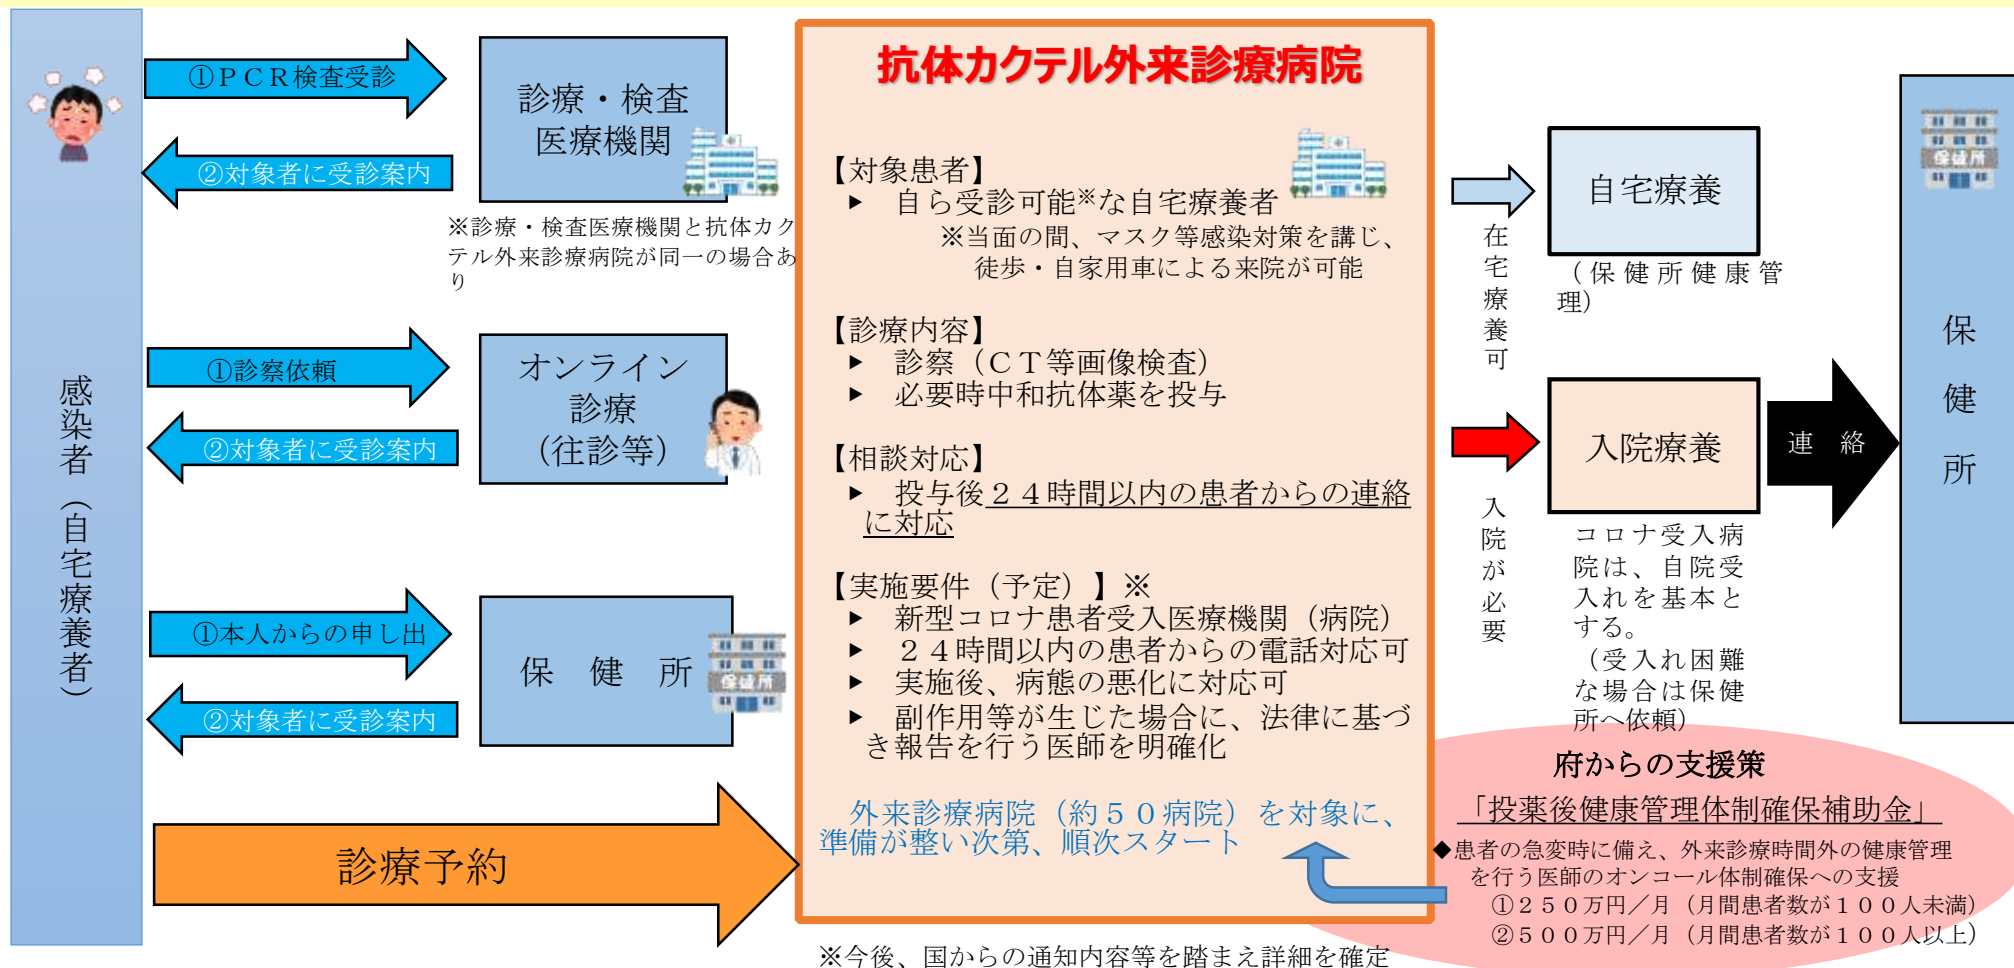 感染者（自宅療養者）
①ＰＣＲ検査受診
②対象者に受診案内
診療・検査
医療機関
※診療・検査医療機関と抗体カク
テル外来診療病院が同一の場合あ
り
①診察依頼
②対象者に受診案内
オンライン
診療
（往診等）
①本人からの申し出
②対象者に受診案内
保健所
保健所
診療予約
抗体カクテル外来診療病院
【対象患者】
▶ 自ら受診可能※な自宅療養者
※当面の間、マスク等感染対策を講じ、
徒歩・自家用車による来院が可能
【診療内容】
▶ 診察（ＣＴ等画像検査）
▶ 必要時中和抗体薬を投与
【相談対応】
▶ 投与後２４時間以内の患者からの連絡
に対応
【実施要件（予定）】※
▶ 新型コロナ患者受入医療機関（病院）
▶ ２４時間以内の患者からの電話対応可
▶ 実施後、病態の悪化に対応可
▶ 副作用等が生じた場合に、法律に基づ
き報告を行う医師を明確化
外来診療病院（約５０病院）を対象に、
準備が整い次第、順次スタート
※今後、国からの通知内容等を踏まえ詳細を確定
在宅療養可
自宅療養
（保健所健康管
理）
入院が必要
入院療養
コロナ受入病
院は、自院受
入れを基本と
する。
（受入れ困難
な場合は保健
所へ依頼）
連絡
保健所
保健所
府からの支援策
「投薬後健康管理体制確保補助金」
◆患者の急変時に備え、外来診療時間外の健康管理
を行う医師のオンコール体制確保への支援
①２５０万円／月（月間患者数が１００人未満）
②５００万円／月（月間患者数が１００人以上）